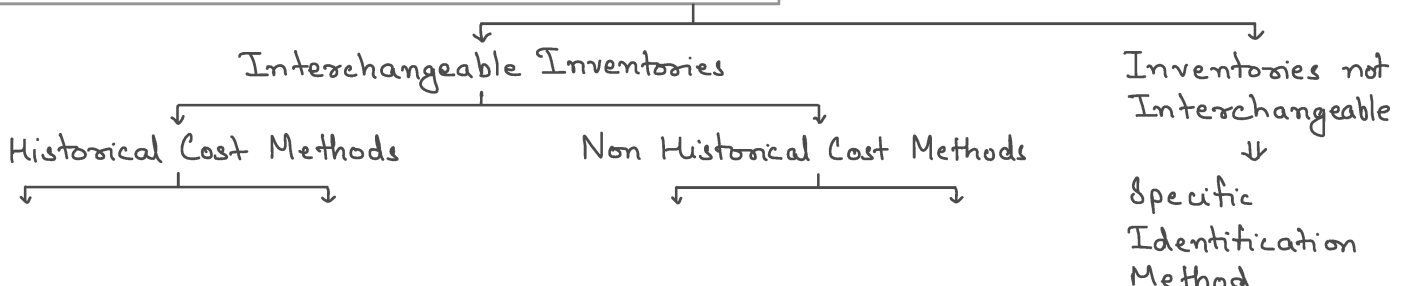 Interchangeable Inventories
Inventories not
Interchangeable
Historical Cost Methods
Non Historical Cost Methods
Specific
Identification
Method